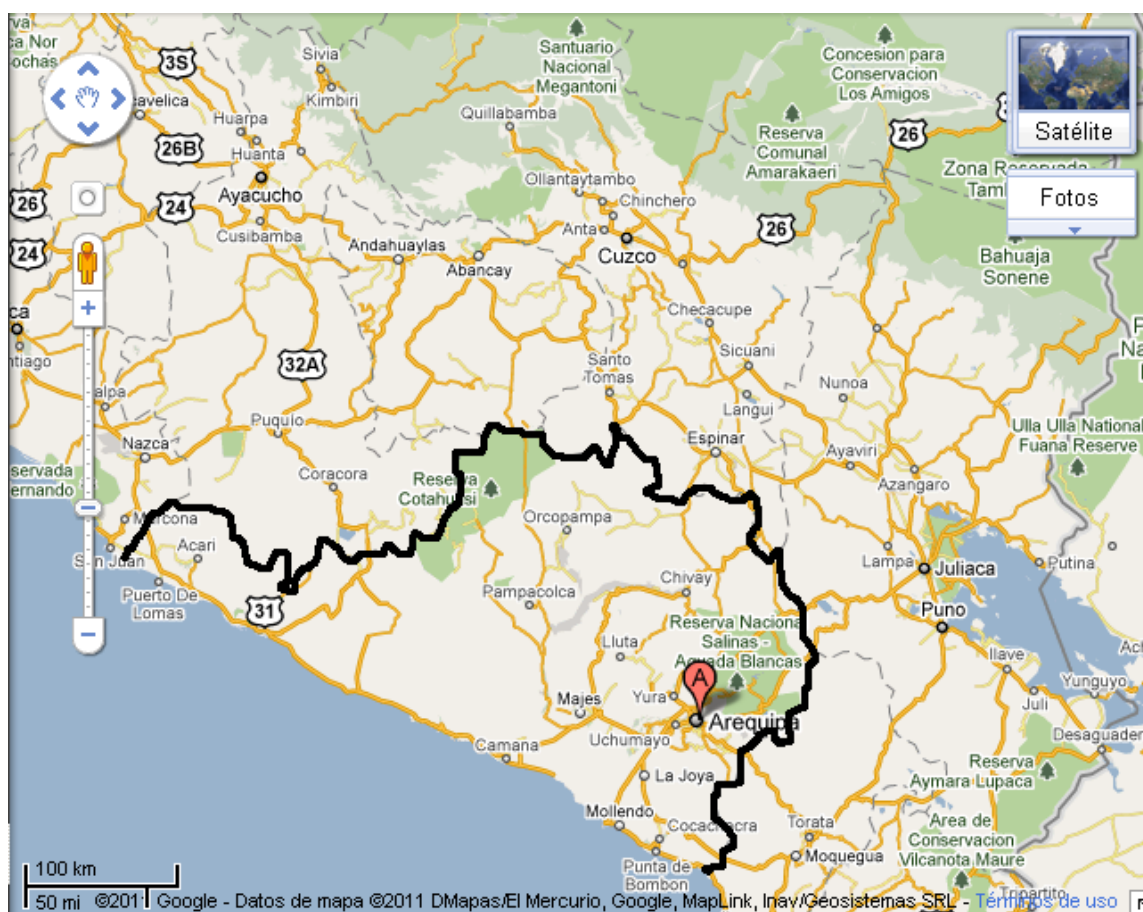 3S
Sivia
Kimbiri
Santuario
Nacional
Megantoni
Concesion para
Conservacion
Los Amigos
Satélite
Huarpa
26B
Huanta
Quillabamba
26
Reserva
Comunal
Amarakaeri
Zona Reservada
Fotos
26
24
Ayacucho
24
Cusibamba
Ollantaytambo
Chinchero
Anta
Cuzco
26
Bahuaja
Sonene
Andahuaylas
Abancay
Checacupe
32A
Santo
Tomas
Sicuani
Nunoa
Langui
Puquio
Nazca
Coracora
Espinar
Ayaviri
Ulla Ulla National
Fuana Reserve
Azangaro
Reserva
Cotahuasi
Marcona
Orcopampa
San Juan
Acari
Puerto De
Lomas
31
Pampacolca
Chivay
Lampa
Juliaca
Putina
Puno
Reserva Nacional
Salinas -
Aguada Blancas
Lluta
Ilave
Yunguyo
Juli
A
Yura
Majes
Arequipa
Uchumayo
Camana
Desaguader
La Joya
Reserva
Aymara Lupaca
Mollendo
Cocachacra
Torata
Area de
Conservacion
Vilcanota Maure
Punta de
Bombon
Moquegua
100 km
50 mi
©2011 Google - Datos de mapa ©2011 DMapas/El Mercurio, Google, MapLink, Inav/Geosistemas SRL - Términos de uso
Tripartito